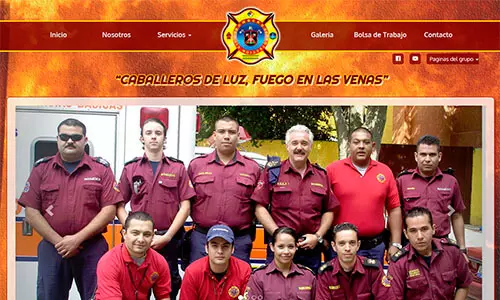 Inicio
Nosotros
Servicios
Galeria
Bolsa de Trabajo
Contacto
Paginas del grupo
“CABALLEROS DE LUZ, FUEGO EN LAS VENAS”